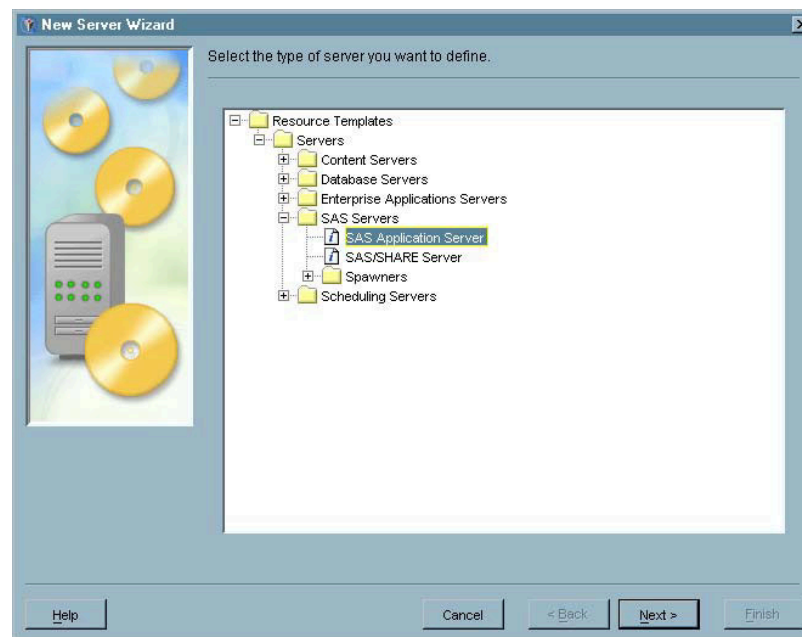 New Server Wizard
Select the type of server you want to define.
Resource Templates
Servers
Content Servers
Database Servers
Enterprise Applications Servers
SAS Servers
SAS Application Server
SAS/SHARE Server
Spawners
Scheduling Servers
Help Cancel < Back Next > Finish